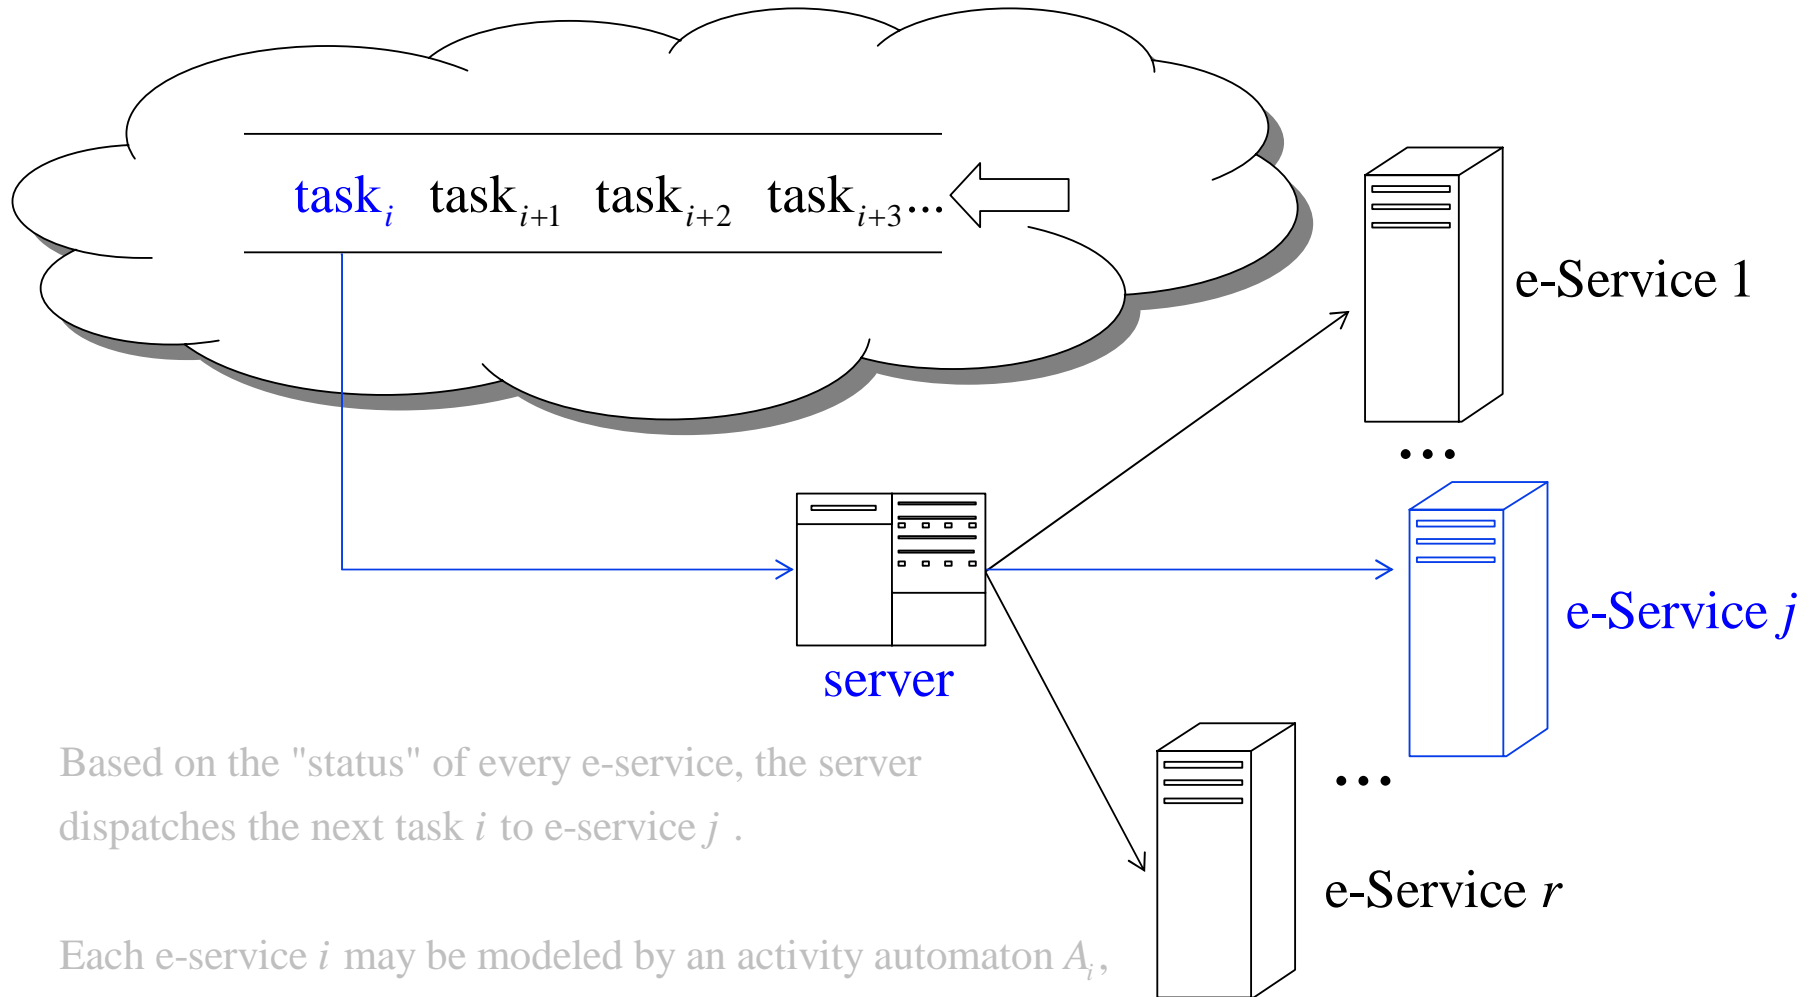 task_i task_{i+1} task_{i+2} task_{i+3}...
e-Service 1
...
e-Service j
server
Based on the "status" of every e-service, the server
dispatches the next task i to e-service j .
...
e-Service r
Each e-service i may be modeled by an activity automaton A_i,